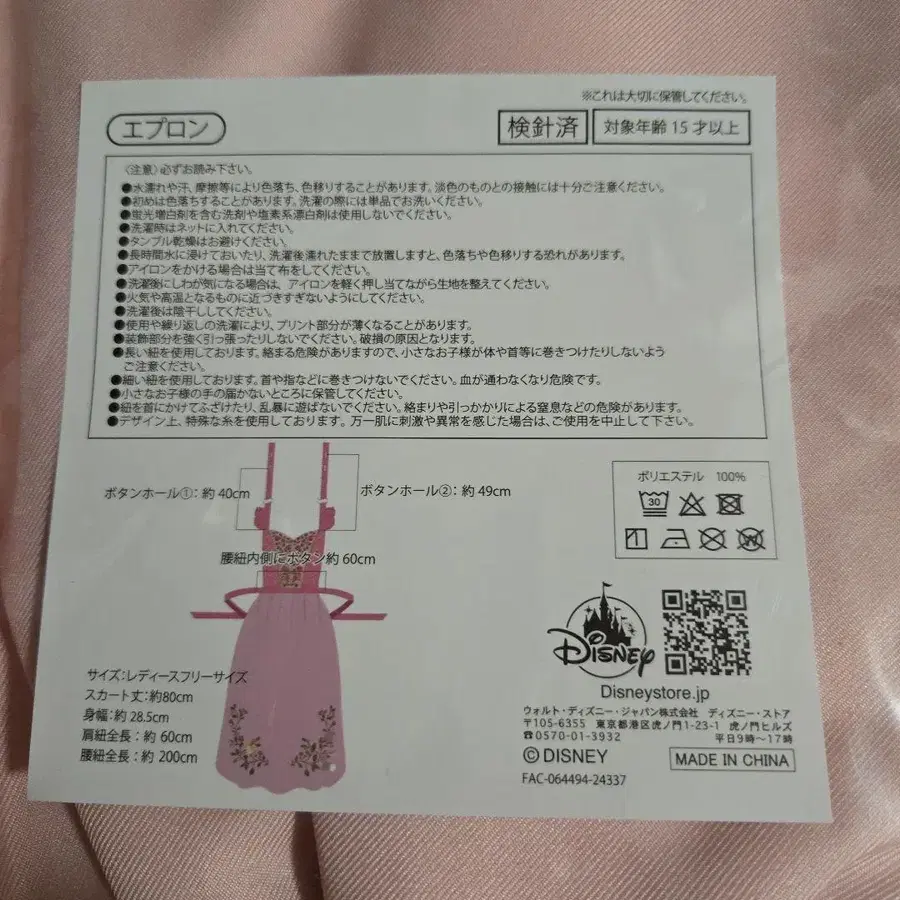 ※これは大切に保管してください。
エプロン
検針済
対象年齢15才以上
〈注意〉必ずお読み下さい。
●水濡れや汗、摩擦等により色落ち、色移りすることがあります。淡色のものとの接触には十分ご注意ください。
●初めは色落ちすることがあります。洗濯の際には単品でお洗いください。
●蛍光増白剤を含む洗剤や塩素系漂白剤は使用しないでください。
●洗濯時はネットに入れてください。
●タンブル乾燥はお避けください。
●長時間水に浸けておいたり、洗濯後濡れたままで放置しますと、色落ちや色移りする恐れがあります。
●アイロンをかける場合は当て布をしてください。
●洗濯後にしわが気になる場合は、アイロンを軽く押し当てながら生地を整えてください。
●火気や高温となるものに近づきすぎないようにしてください。
●洗濯後は陰干ししてください。
●使用や繰り返しの洗濯により、プリント部分が薄くなることがあります。
●装飾部分を強く引っ張ったりしないでください。破損の原因となります。
●長い紐を使用しております。絡まる危険がありますので、小さなお子様が体や首等に巻きつけたりしないよう
ご注意ください。
●細い紐を使用しております。首や指などに巻きつけないでください。血が通わなくなり危険です。
●小さなお子様の手の届かないところに保管してください。
●紐を首にかけてふざけたり、乱暴に遊ばないでください。絡まりや引っかかりによる窒息などの危険があります。
●デザイン上、特殊な糸を使用しております。万一肌に刺激や異常を感じた場合は、ご使用を中止して下さい。
ボタンホール①：約40cm
ボタンホール②：約49cm
腰紐内側にボタン約60cm
ポリエステル 100%
30
サイズ：レディースフリーサイズ
スカート丈：約80cm
身幅：約28.5cm
肩紐全長：約60cm
腰紐全長：約200cm
Disney
Disneystore.jp
ウォルト・ディズニー・ジャパン株式会社 ディズニー・ストア
〒105-6355 東京都港区虎ノ門1-23-1 虎ノ門ヒルズ
☎0570-01-3932 平日9時～17時
©DISNEY
MADE IN CHINA
FAC-064494-24337